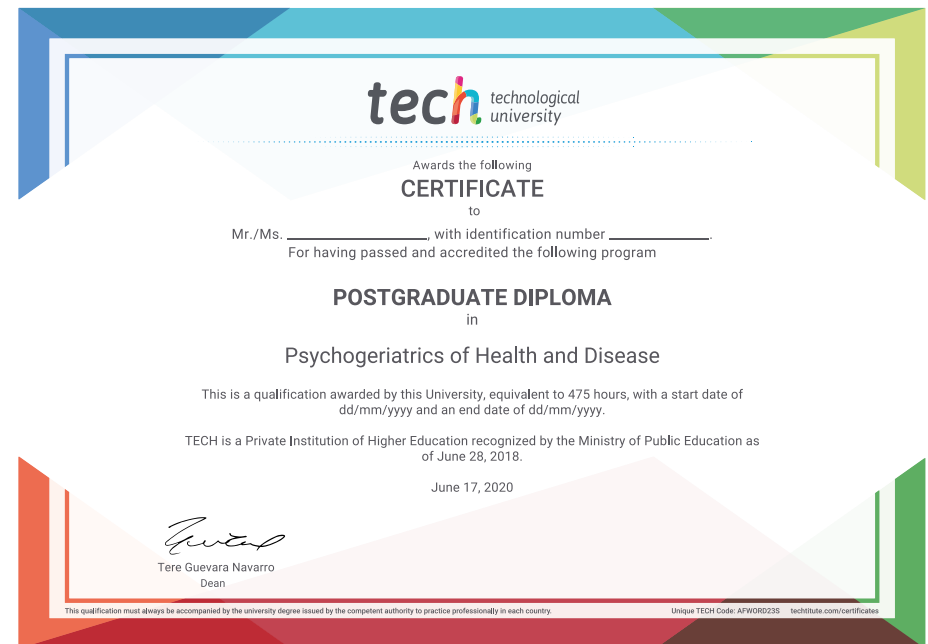 tech technological
university
Awards the following
CERTIFICATE
to
Mr./Ms. ____________________, with identification number ______________.
For having passed and accredited the following program
POSTGRADUATE DIPLOMA
in
Psychogeriatrics of Health and Disease
This is a qualification awarded by this University, equivalent to 475 hours, with a start date of
dd/mm/yyyy and an end date of dd/mm/yyyy.
TECH is a Private Institution of Higher Education recognized by the Ministry of Public Education as
of June 28, 2018.
June 17, 2020
Tere Guevara Navarro
Dean
This qualification must always be accompanied by the university degree issued by the competent authority to practice professionally in each country. Unique TECH Code: AFWORD23S techtitute.com/certificates